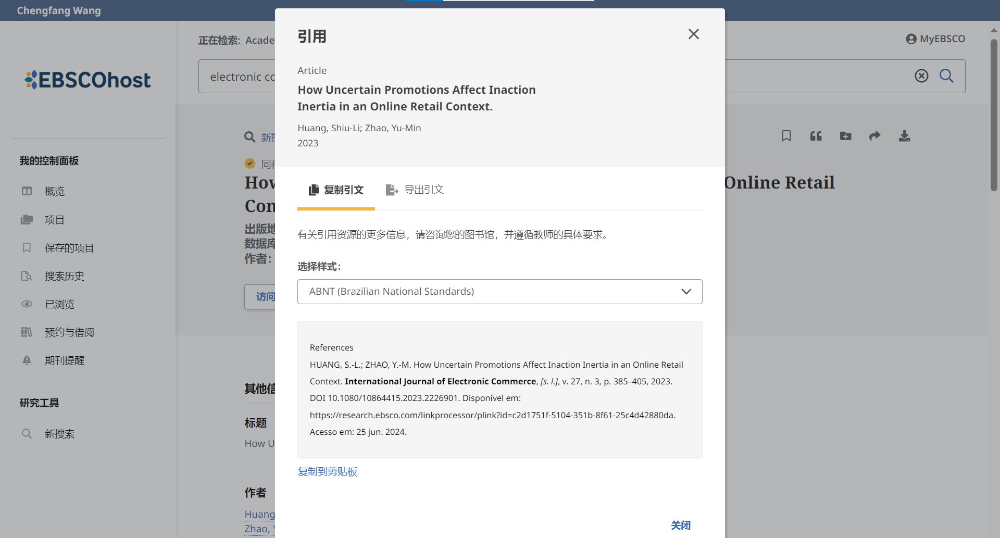 Chengfang Wang
EBSCOhost
我的控制面板
概览
项目
保存的项目
搜索历史
已浏览
预约与借阅
期刊提醒
研究工具
新搜索
正在检索: Acade
MyEBSCO
electronic co
新
同
How
Online Retail
Con
出版地
数据库
作者：
访问
其他信
标题
How U
作者
Huang
Zhao, Y
引用
Article
How Uncertain Promotions Affect Inaction
Inertia in an Online Retail Context.
Huang, Shiu-Li; Zhao, Yu-Min
2023
复制引文
导出引文
有关引用资源的更多信息，请咨询您的图书馆，并遵循教师的具体要求。
选择样式：
ABNT (Brazilian National Standards)
References
HUANG, S.-L.; ZHAO, Y.-M. How Uncertain Promotions Affect Inaction Inertia in an Online Retail
Context. International Journal of Electronic Commerce, [s. l.], v. 27, n. 3, p. 385–405, 2023.
DOI 10.1080/10864415.2023.2226901. Disponível em:
https://research.ebsco.com/linkprocessor/plink?id=c2d1751f-5104-351b-8f61-25c4d42880da.
Acesso em: 25 jun. 2024.
复制到剪贴板
关闭